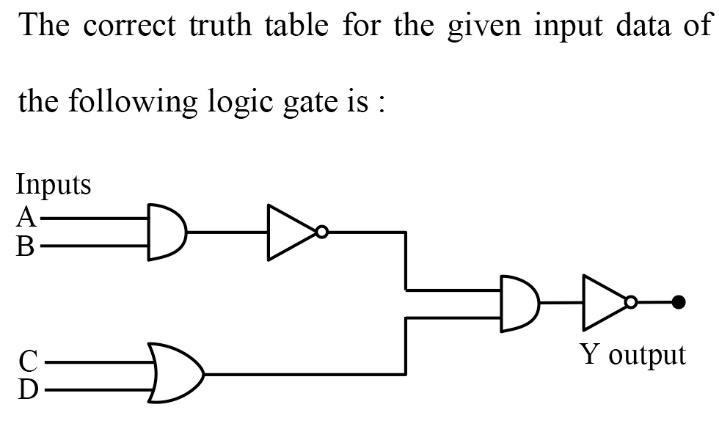 The correct truth table for the given input data of
the following logic gate is :
Inputs
A
B
C
D
Y output